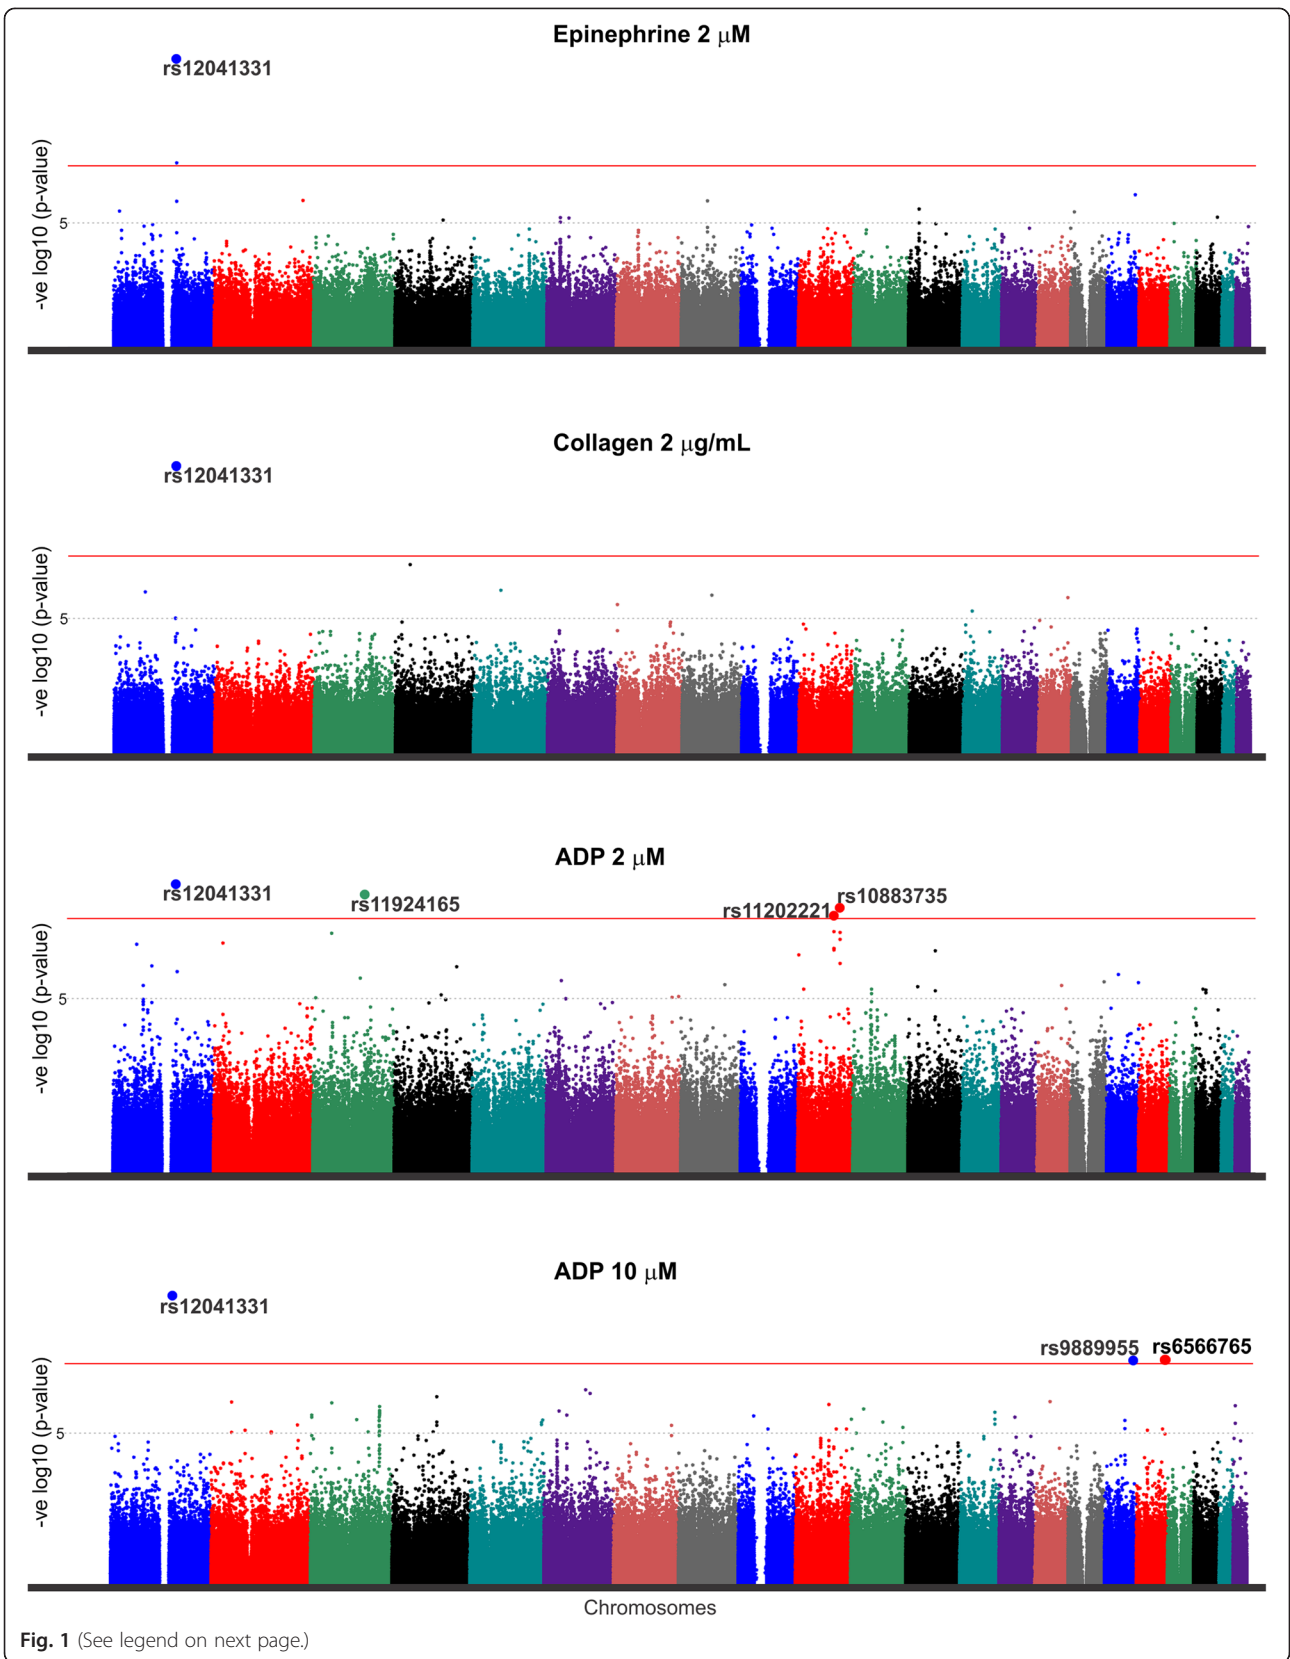 Epinephrine 2 μM
rs12041331
-ve log10 (p-value)
5
Collagen 2 μg/mL
rs12041331
-ve log10 (p-value)
5
ADP 2 μM
rs12041331
rs11924165
rs11202221
rs10883735
-ve log10 (p-value)
5
ADP 10 μM
rs12041331
rs9889955
rs6566765
-ve log10 (p-value)
5
Chromosomes
Fig. 1 (See legend on next page.)